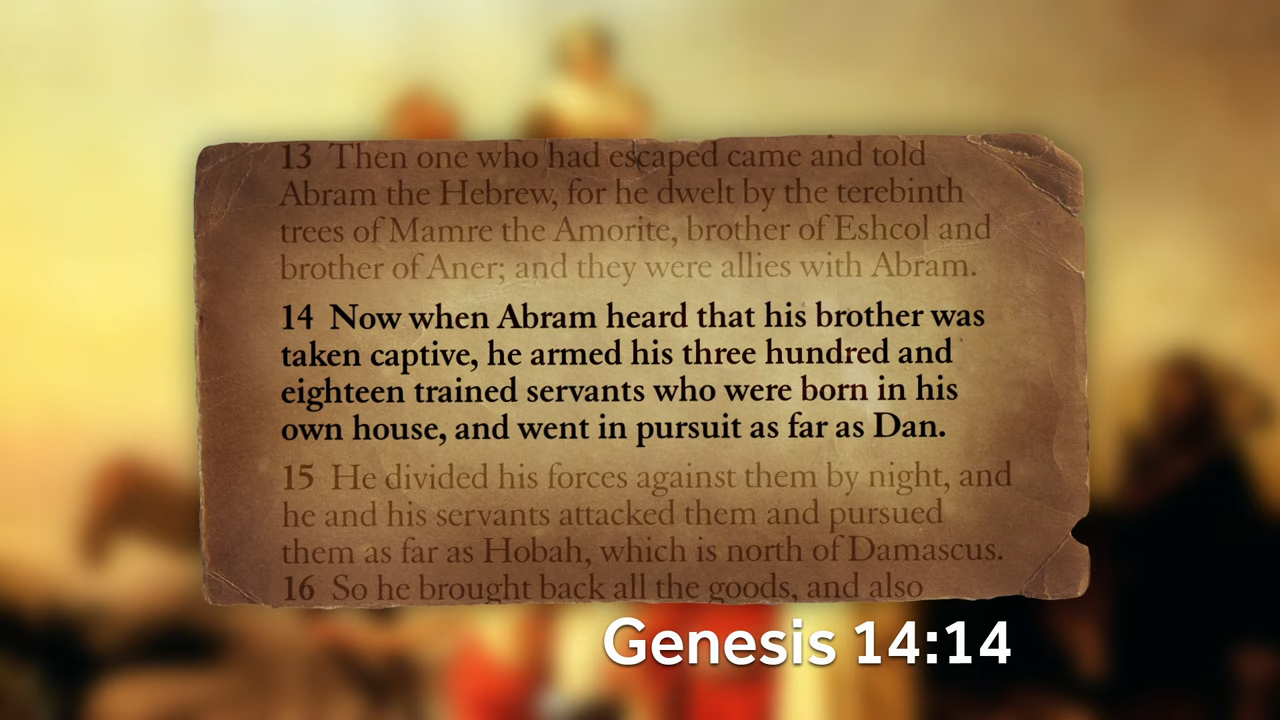 13 Then one who had escaped came and told
Abram the Hebrew, for he dwelt by the terebinth
trees of Mamre the Amorite, brother of Eshcol and
brother of Aner; and they were allies with Abram.
14 Now when Abram heard that his brother was
taken captive, he armed his three hundred and
eighteen trained servants who were born in his
own house, and went in pursuit as far as Dan.
15 He divided his forces against them by night, and
he and his servants attacked them and pursued
them as far as Hobah, which is north of Damascus.
16 So he brought back all the goods, and also
Genesis 14:14